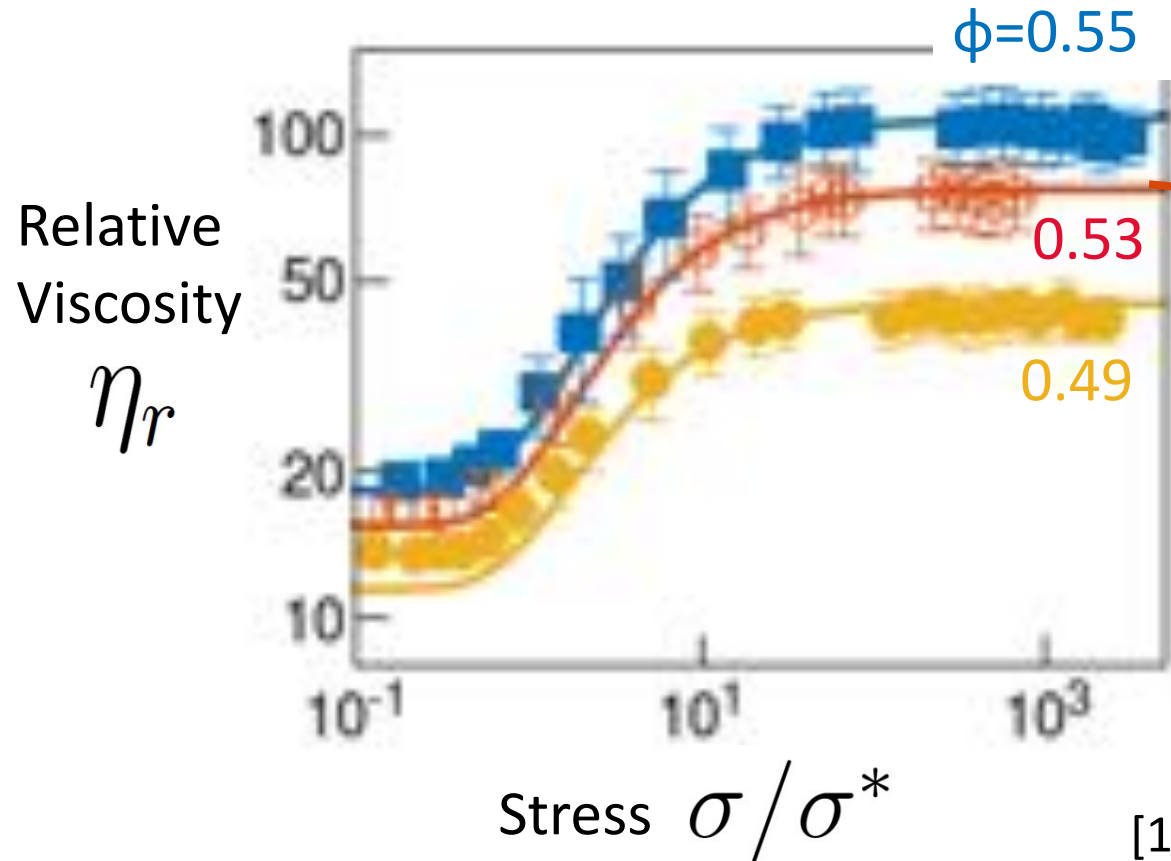 ϕ=0.55
100
Relative
Viscosity
ηr
50
0.53
0.49
20
10
10⁻¹
10¹
10³
Stress σ/σ*
[1